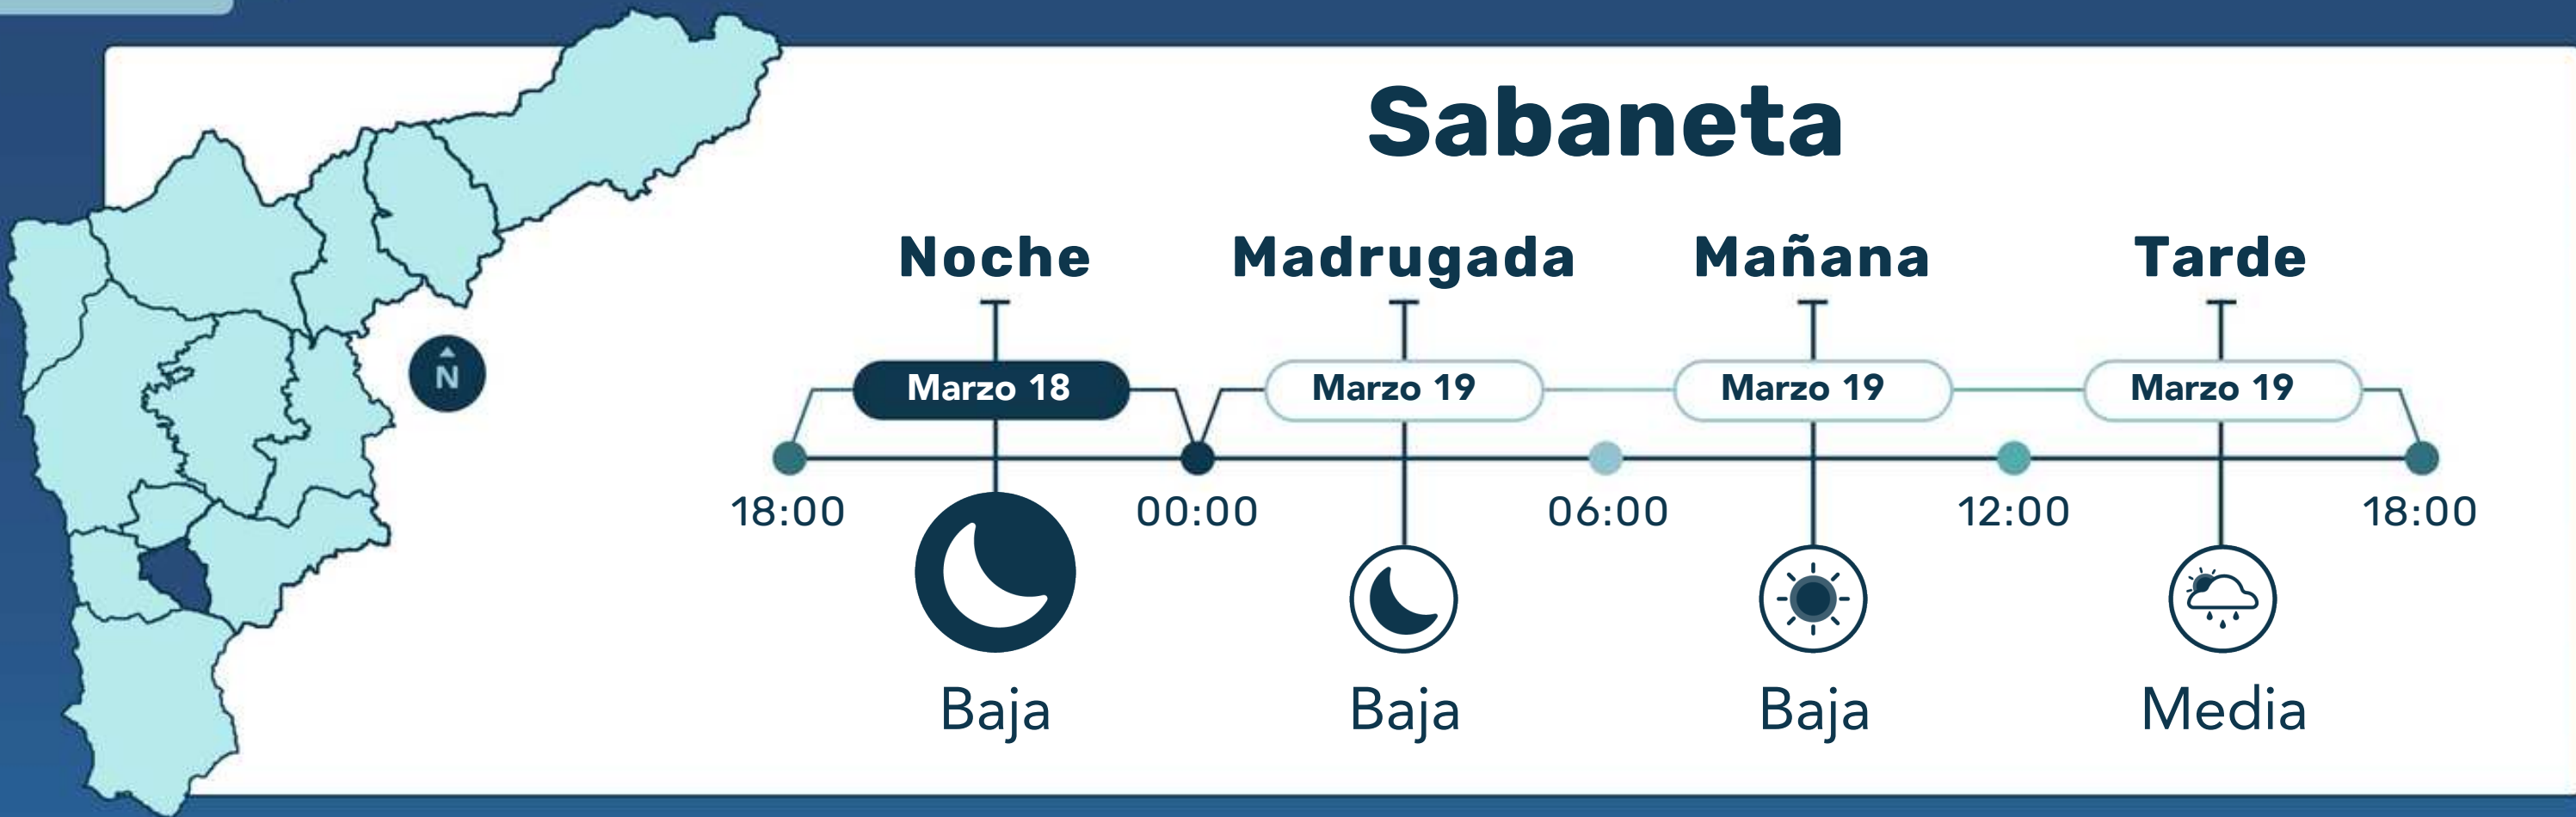 Sabaneta
Noche Madrugada Mañana Tarde
N
Marzo 18 Marzo 19 Marzo 19 Marzo 19
18:00 00:00 06:00 12:00 18:00
Baja Baja Baja Media